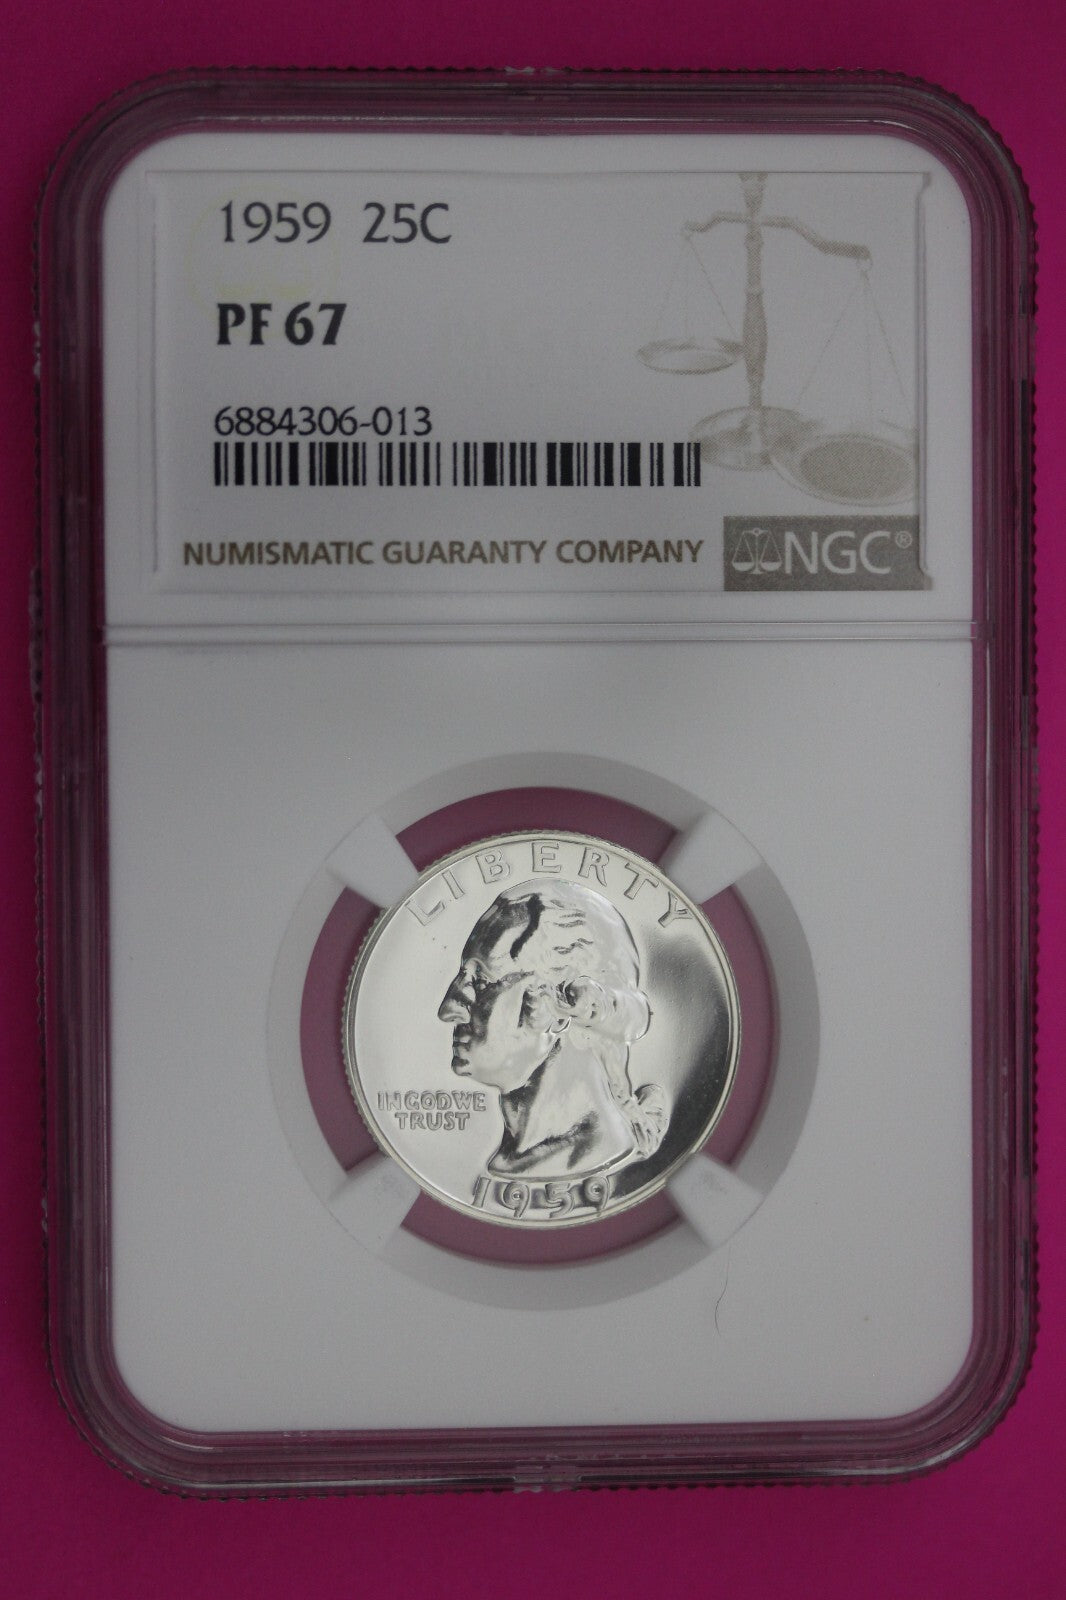 1959 25C
PF 67
6884306-013
NUMISMATIC GUARANTY COMPANY
NGC®
LIBERTY
IN GOD WE
TRUST
1959